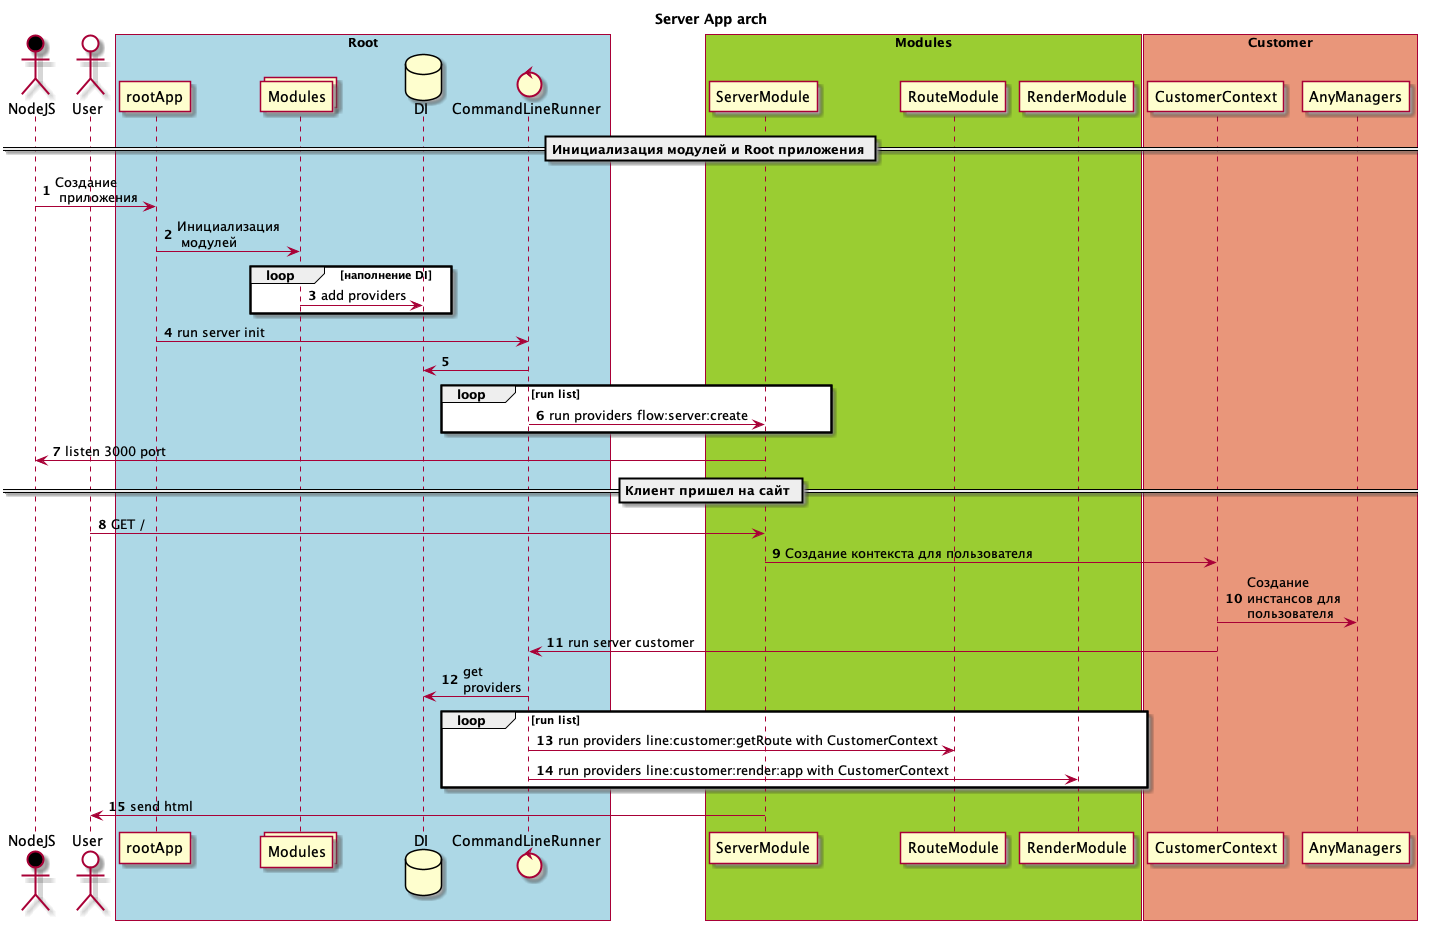 Server App arch
Root
Modules
Customer
NodeJS
User
rootApp
Modules
DI
CommandLineRunner
ServerModule
RouteModule
RenderModule
CustomerContext
AnyManagers
Инициализация модулей и Root приложения
1 Создание
приложения
2 Инициализация
модулей
loop [наполнение DI]
3 add providers
4 run server init
5
loop [run list]
6 run providers flow:server:create
7 listen 3000 port
Клиент пришел на сайт
8 GET /
9 Создание контекста для пользователя
Создание
10 инстансов для
пользователя
11 run server customer
12 get
providers
loop [run list]
13 run providers line:customer:getRoute with CustomerContext
14 run providers line:customer:render:app with CustomerContext
15 send html
NodeJS
User
rootApp
Modules
DI
CommandLineRunner
ServerModule
RouteModule
RenderModule
CustomerContext
AnyManagers